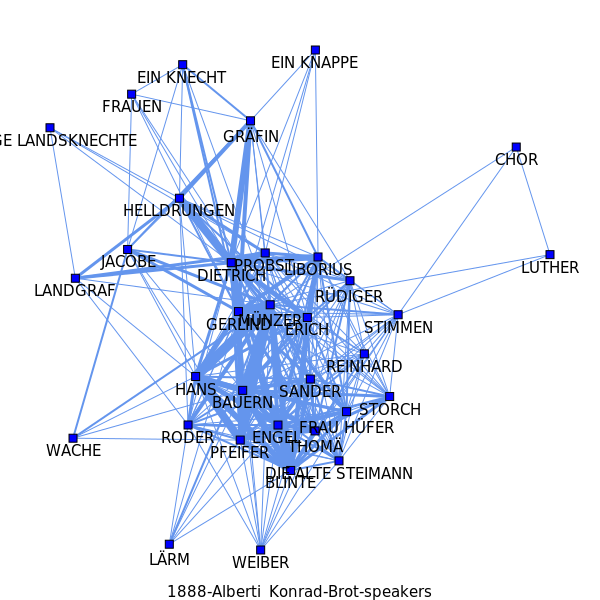 EIN KNAPPE
EIN KNECHT
FRAUEN
GRÄFIN
GE LANDSKNECHTE
CHOR
HELLDRUNGEN
JACOBE
PROBST
LIBORIUS
LUTHER
DIETRICH
LANDGRAF
RÜDIGER
GERLIND
MÜNZER
ERICH
STIMMEN
REINHARD
HANS
SANDER
BAUERN
STORCH
FRAU HÜFER
RODER
ENGEL
THOMÄ
WACHE
PFEIFER
DIE ALTE STEIMANN
BLINTE
LÄRM
WEIBER
1888-Alberti_Konrad-Brot-speakers